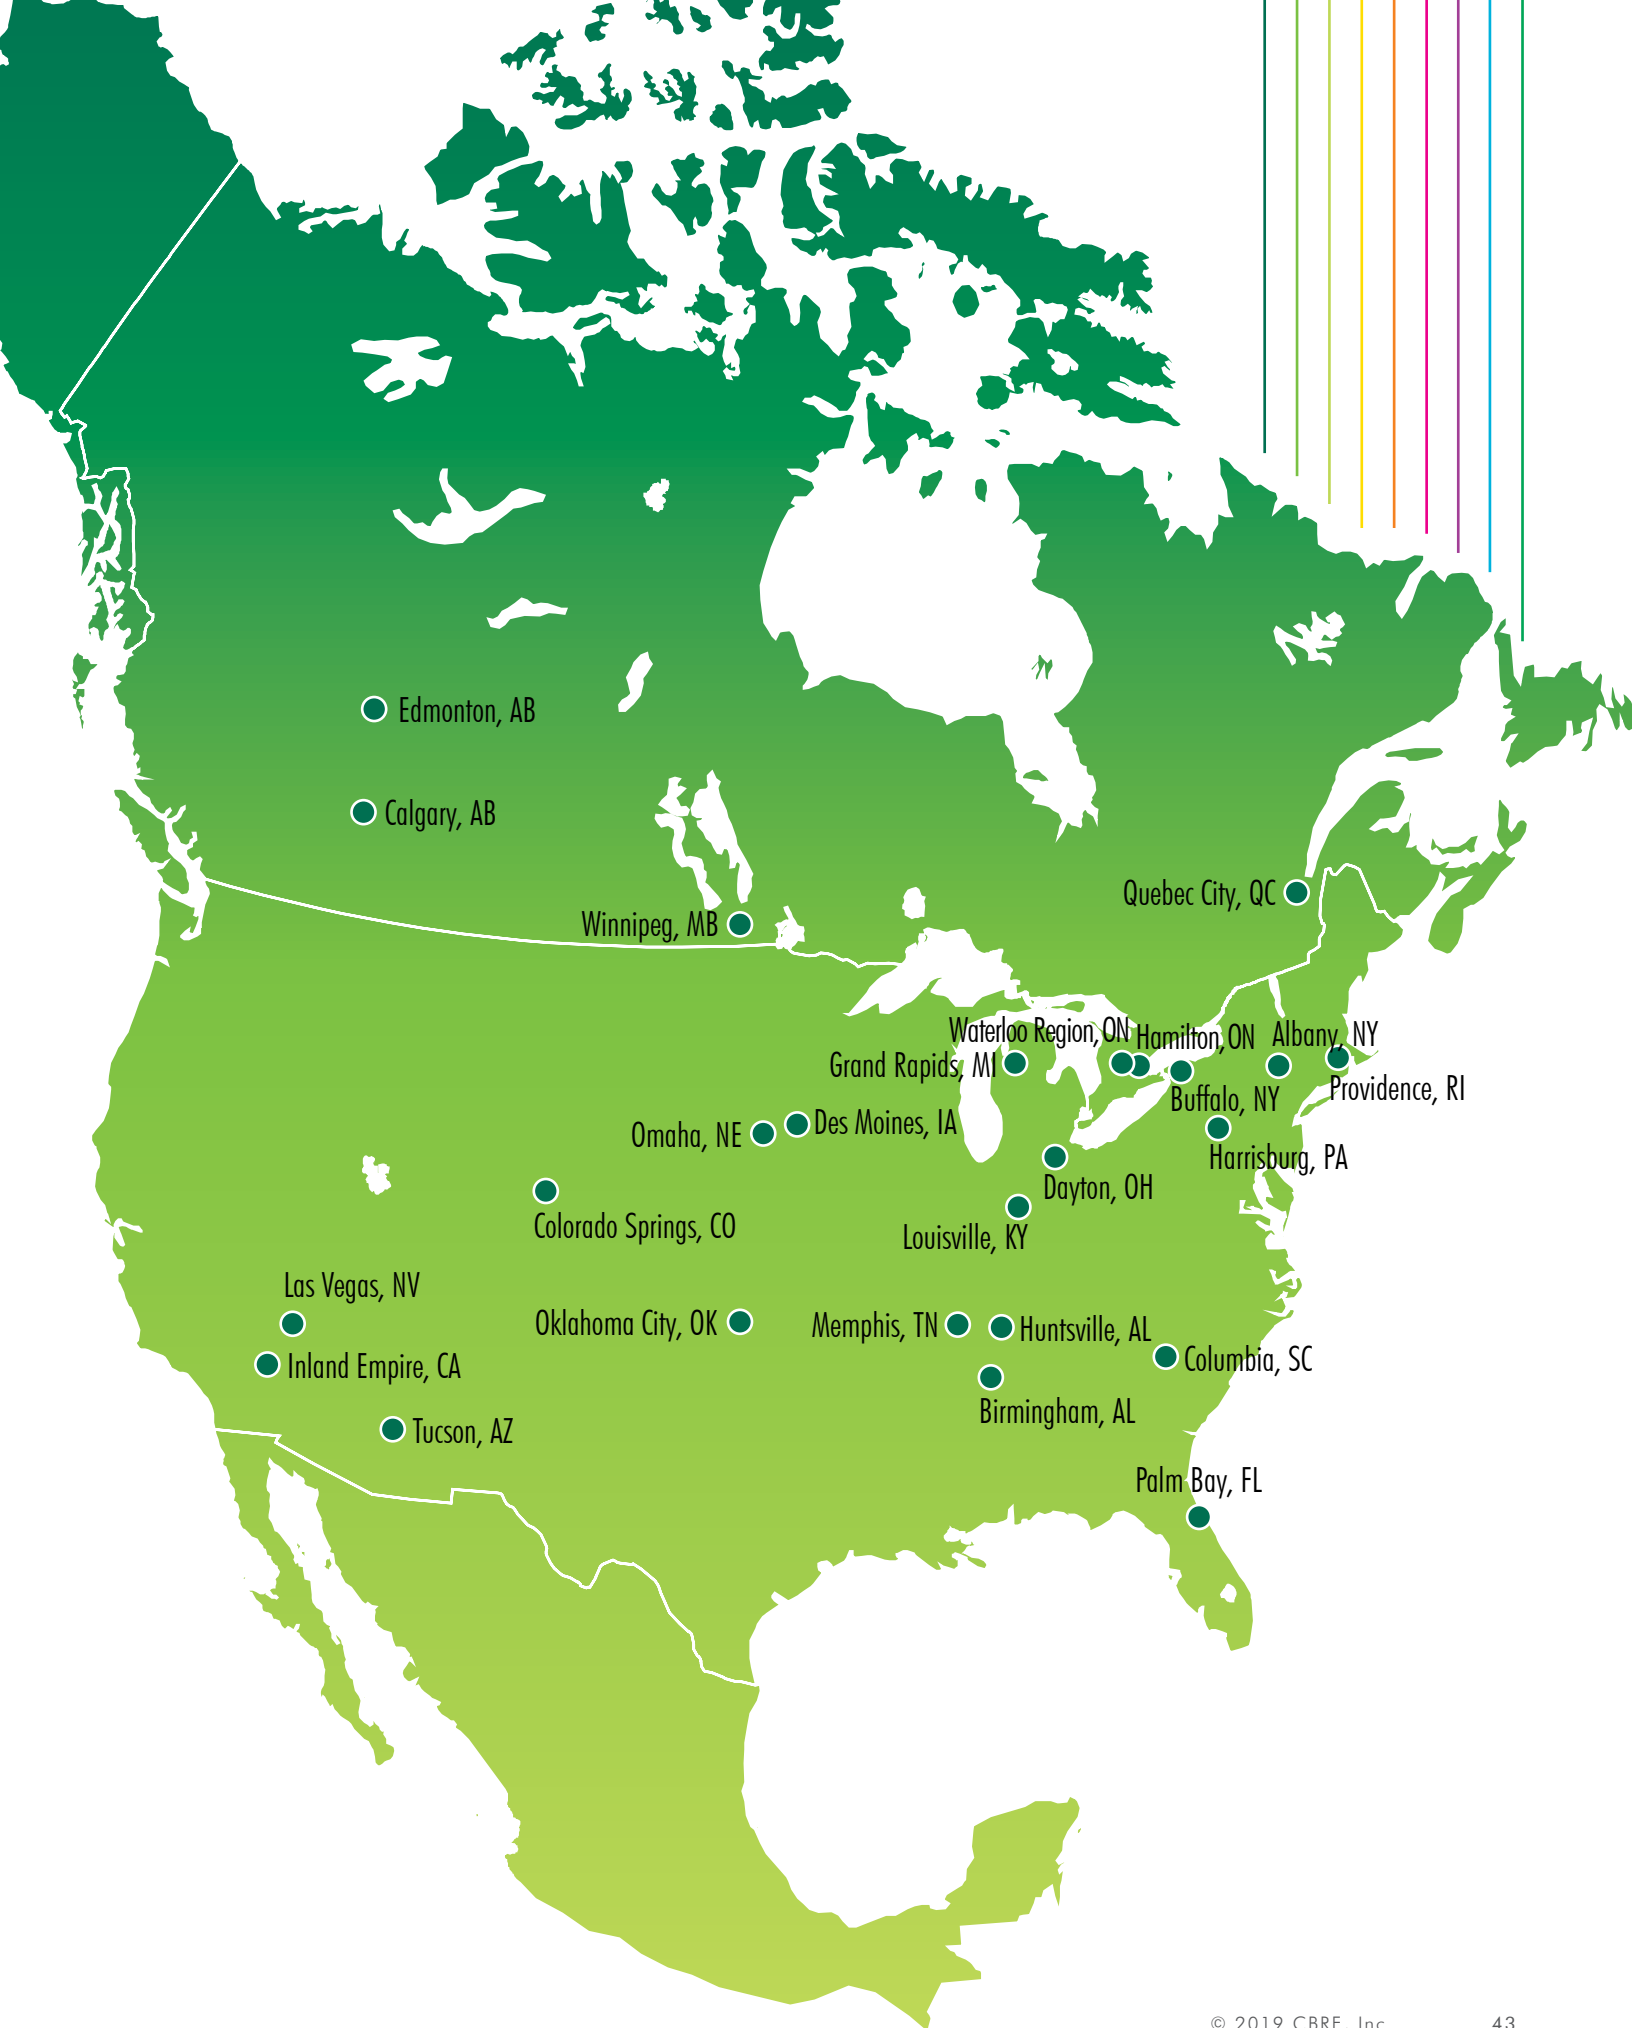 Edmonton, AB
Calgary, AB
Quebec City, QC
Winnipeg, MB
Waterloo Region, ON
Hamilton, ON
Albany, NY
Grand Rapids, MI
Providence, RI
Buffalo, NY
Omaha, NE
Des Moines, IA
Harrisburg, PA
Dayton, OH
Colorado Springs, CO
Louisville, KY
Las Vegas, NV
Oklahoma City, OK
Memphis, TN
Huntsville, AL
Columbia, SC
Inland Empire, CA
Birmingham, AL
Tucson, AZ
Palm Bay, FL
© 2019 CBRE, Inc
43